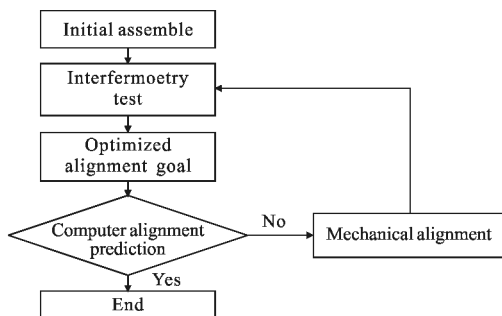 Initial assemble
Interfermoetry
test
Optimized
alignment goal
Computer alignment
prediction
No
Mechanical alignment
Yes
End